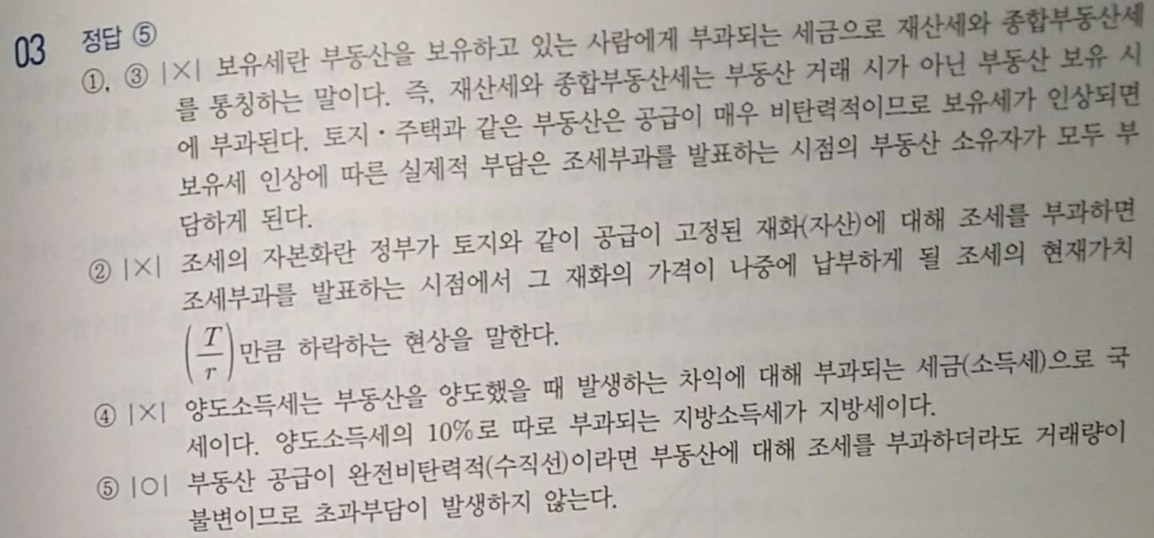 03 정답 ⑤
①, ③ |×| 보유세란 부동산을 보유하고 있는 사람에게 부과되는 세금으로 재산세와 종합부동산세
를 통칭하는 말이다. 즉, 재산세와 종합부동산세는 부동산 거래 시가 아닌 부동산 보유 시
에 부과된다. 토지·주택과 같은 부동산은 공급이 매우 비탄력적이므로 보유세가 인상되면
보유세 인상에 따른 실제적 부담은 조세부과를 발표하는 시점의 부동산 소유자가 모두 부
담하게 된다.
② |×| 조세의 자본화란 정부가 토지와 같이 공급이 고정된 재화(자산)에 대해 조세를 부과하면
조세부과를 발표하는 시점에서 그 재화의 가격이 나중에 납부하게 될 조세의 현재가치
(T/r)만큼 하락하는 현상을 말한다.
④ |×| 양도소득세는 부동산을 양도했을 때 발생하는 차익에 대해 부과되는 세금(소득세)으로 국
세이다. 양도소득세의 10%로 따로 부과되는 지방소득세가 지방세이다.
⑤ |○| 부동산 공급이 완전비탄력적(수직선)이라면 부동산에 대해 조세를 부과하더라도 거래량이
불변이므로 초과부담이 발생하지 않는다.